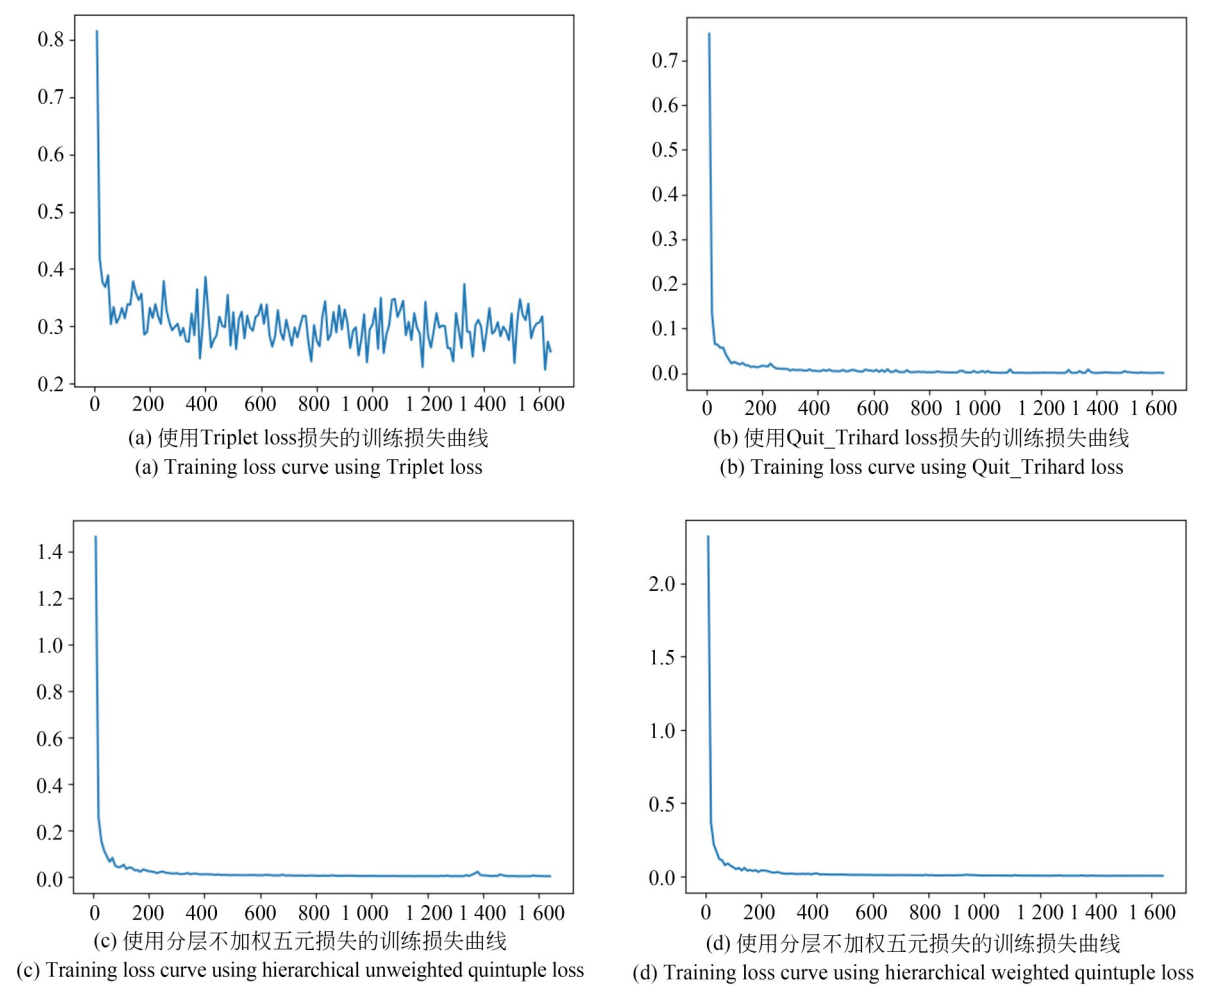 0.8
0.7
0.6
0.5
0.4
0.3
0.2
0 200 400 600 800 1 000 1 200 1 400 1 600
(a) 使用Triplet loss损失的训练损失曲线
(a) Training loss curve using Triplet loss
0.7
0.6
0.5
0.4
0.3
0.2
0.1
0.0
0 200 400 600 800 1 000 1 200 1 400 1 600
(b) 使用Quit_Trihard loss损失的训练损失曲线
(b) Training loss curve using Quit_Trihard loss
1.4
1.2
1.0
0.8
0.6
0.4
0.2
0.0
0 200 400 600 800 1 000 1 200 1 400 1 600
(c) 使用分层不加权五元损失的训练损失曲线
(c) Training loss curve using hierarchical unweighted quintuple loss
2.0
1.5
1.0
0.5
0.0
0 200 400 600 800 1 000 1 200 1 400 1 600
(d) 使用分层不加权五元损失的训练损失曲线
(d) Training loss curve using hierarchical weighted quintuple loss